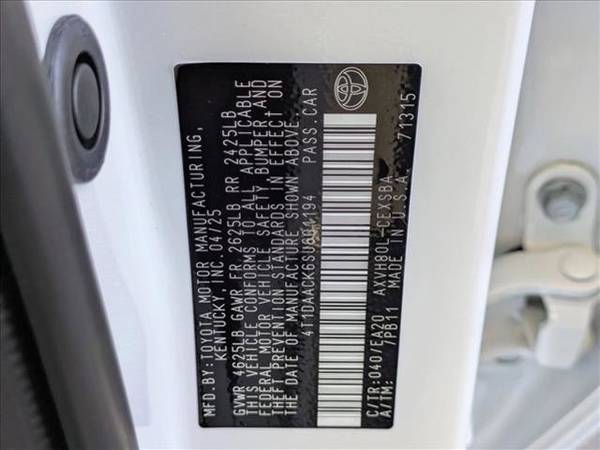 MFD.BY:TOYOTA MOTOR MANUFACTURING,
KENTUCKY, INC. 04/25
GVWR 4625LB GAWR FR 2625LB RR 2425LB
THIS VEHICLE CONFORMS TO ALL APPLICABLE
FEDERAL MOTOR VEHICLE SAFETY, BUMPER AND
THEFT PREVENTION STANDARDS IN EFFECT ON
THE DATE OF MANUFACTURE SHOWN ABOVE.
PASS.CAR
C/TR:040/EA20 AXVH80L-CEXSBA
A/TM: 7PB11 MADE IN U.S.A. 71315